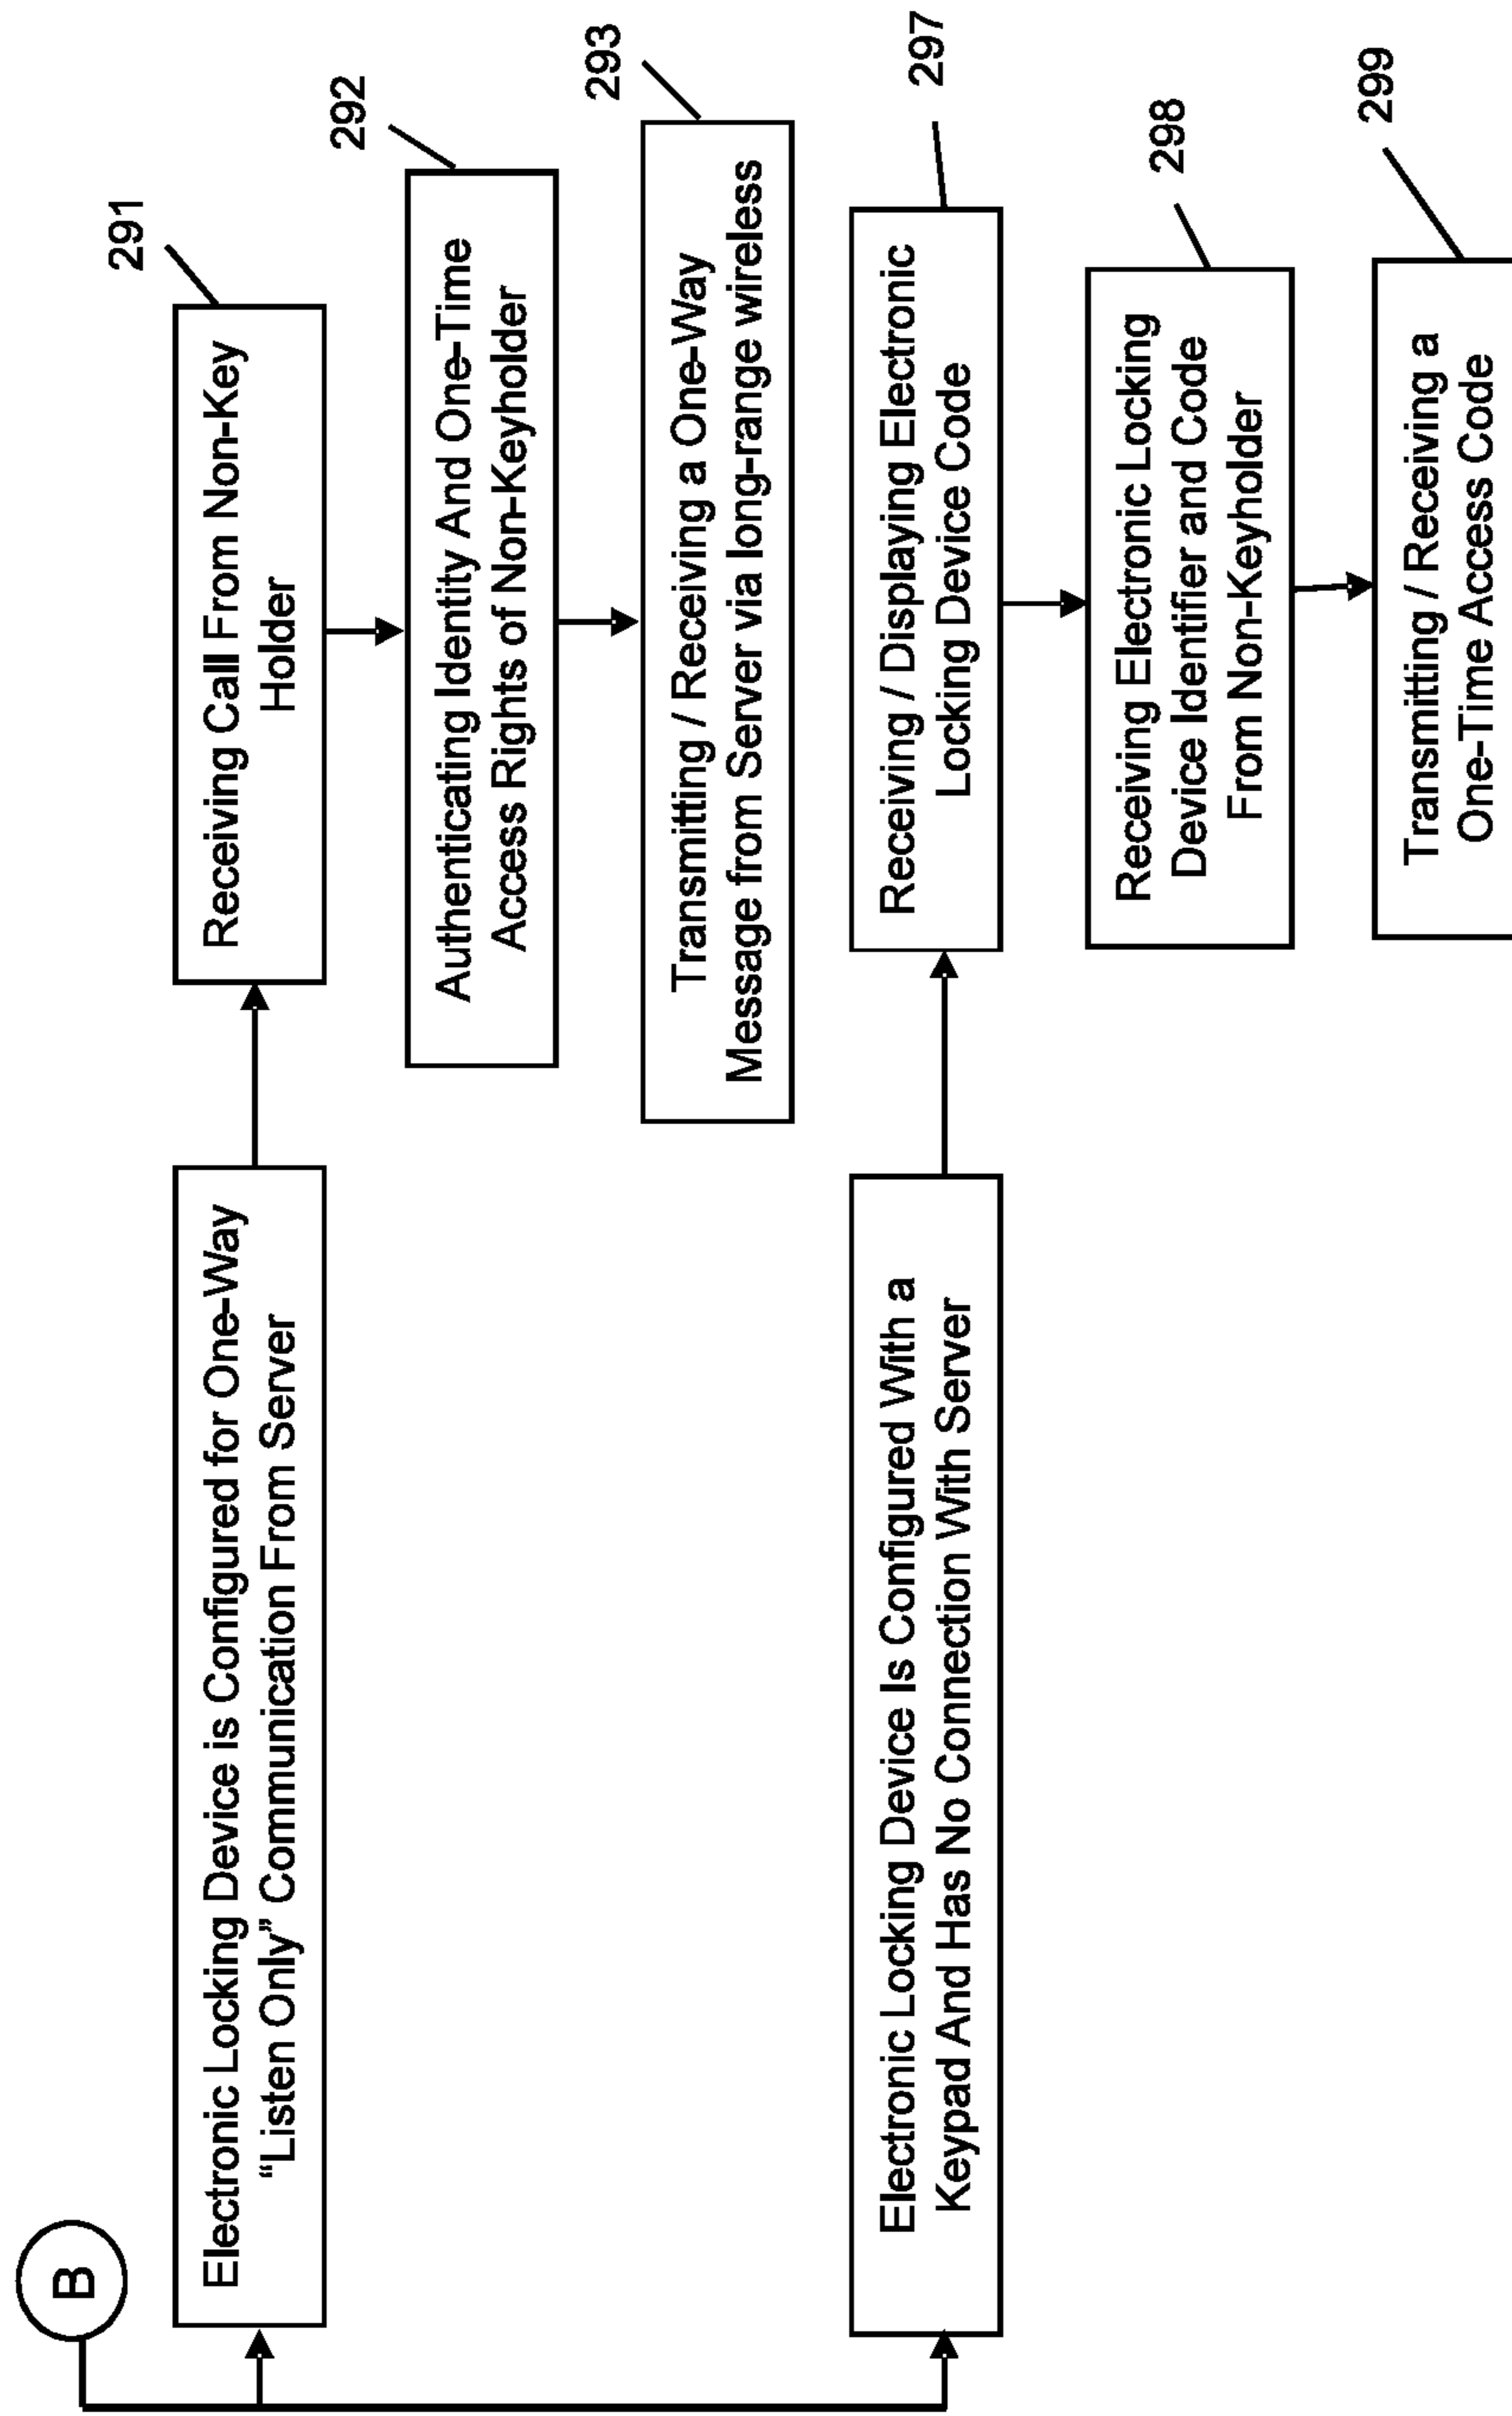 B
Electronic Locking Device is Configured for One-Way
“Listen Only” Communication From Server
291
Receiving Call From Non-Key
Holder
292
Authenticating Identity And One-Time
Access Rights of Non-Keyholder
293
Transmitting / Receiving a One-Way
Message from Server via long-range wireless
Electronic Locking Device Is Configured With a
Keypad And Has No Connection With Server
297
Receiving / Displaying Electronic
Locking Device Code
298
Receiving Electronic Locking
Device Identifier and Code
From Non-Keyholder
299
Transmitting / Receiving a
One-Time Access Code